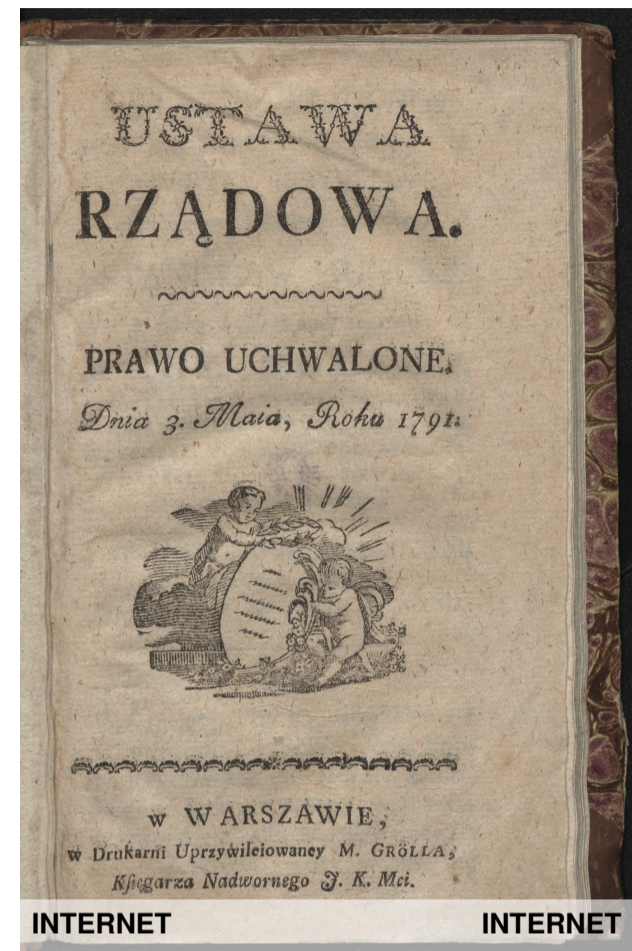 USTAWA
RZĄDOWA.
PRAWO UCHWALONE,
Dnia 3. Maia, Roku 1791.
w WARSZAWIE,
w Drukarni Uprzywileiowaney M. GRÖLLA,
Księgarza Nadwornego J. K. Mci.
INTERNET INTERNET